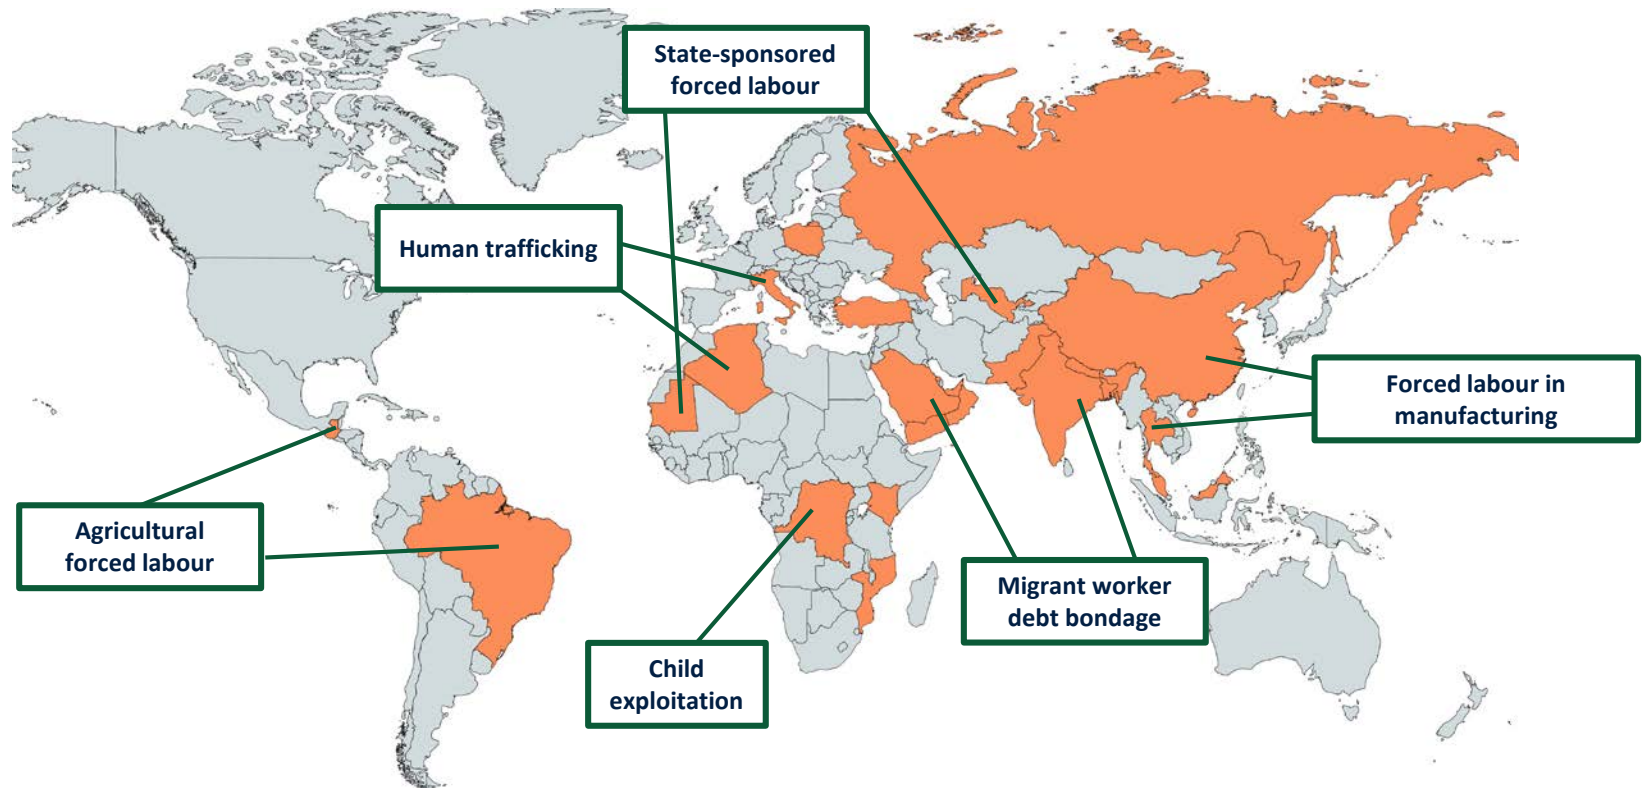 State-sponsored
forced labour
Human trafficking
Forced labour in
manufacturing
Agricultural
forced labour
Migrant worker
debt bondage
Child
exploitation